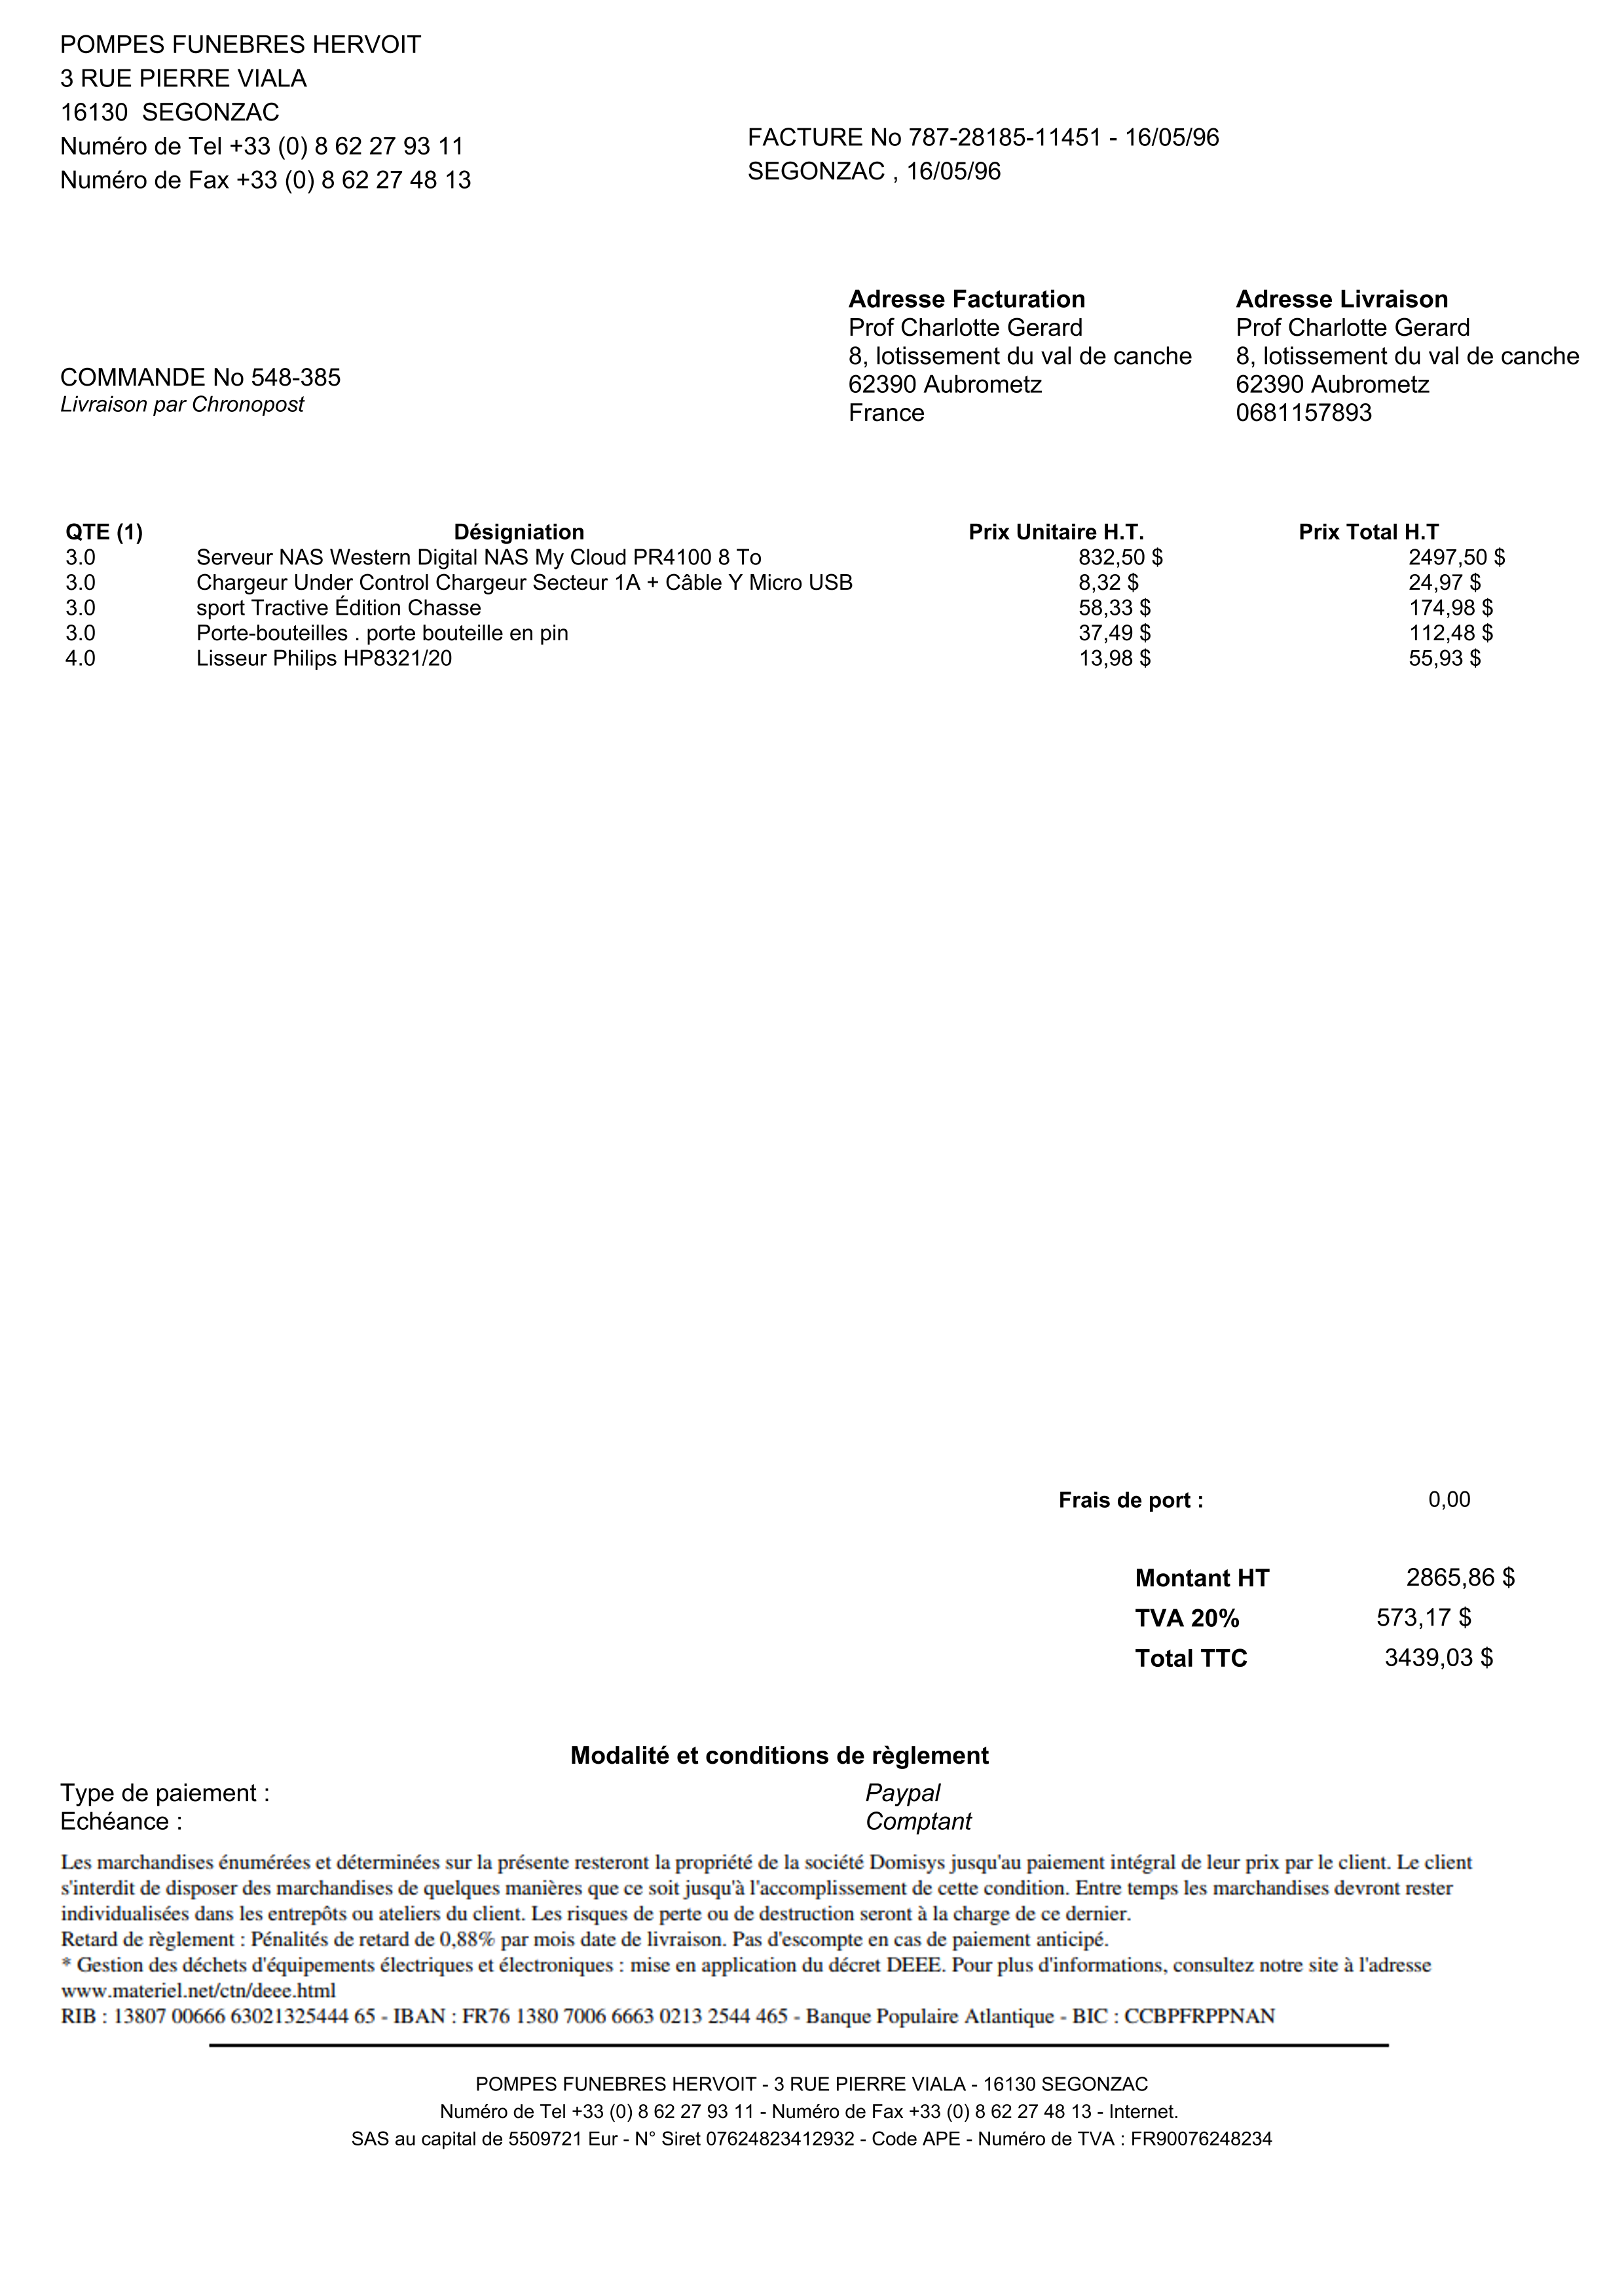 POMPES FUNEBRES HERVOIT
3 RUE PIERRE VIALA
16130  SEGONZAC
Numéro de Tel +33 (0) 8 62 27 93 11
Numéro de Fax +33 (0) 8 62 27 48 13
FACTURE No 787-28185-11451 - 16/05/96
SEGONZAC , 16/05/96
Adresse Facturation
Prof Charlotte Gerard
8, lotissement du val de canche
62390 Aubrometz
France
Adresse Livraison
Prof Charlotte Gerard
8, lotissement du val de canche
62390 Aubrometz
0681157893
COMMANDE No 548-385
Livraison par Chronopost
QTE (1) Désigniation Prix Unitaire H.T. Prix Total H.T
3.0 Serveur NAS Western Digital NAS My Cloud PR4100 8 To 832,50 $ 2497,50 $
3.0 Chargeur Under Control Chargeur Secteur 1A + Câble Y Micro USB 8,32 $ 24,97 $
3.0 sport Tractive Édition Chasse 58,33 $ 174,98 $
3.0 Porte-bouteilles . porte bouteille en pin 37,49 $ 112,48 $
4.0 Lisseur Philips HP8321/20 13,98 $ 55,93 $
Frais de port : 0,00
Montant HT 2865,86 $
TVA 20% 573,17 $
Total TTC 3439,03 $
Modalité et conditions de règlement
Type de paiement : Paypal
Echéance : Comptant
Les marchandises énumérées et déterminées sur la présente resteront la propriété de la société Domisys jusqu'au paiement intégral de leur prix par le client. Le client
s'interdit de disposer des marchandises de quelques manières que ce soit jusqu'à l'accomplissement de cette condition. Entre temps les marchandises devront rester
individualisées dans les entrepôts ou ateliers du client. Les risques de perte ou de destruction seront à la charge de ce dernier.
Retard de règlement : Pénalités de retard de 0,88% par mois date de livraison. Pas d'escompte en cas de paiement anticipé.
* Gestion des déchets d'équipements électriques et électroniques : mise en application du décret DEEE. Pour plus d'informations, consultez notre site à l'adresse
www.materiel.net/ctn/deee.html
RIB : 13807 00666 63021325444 65 - IBAN : FR76 1380 7006 6663 0213 2544 465 - Banque Populaire Atlantique - BIC : CCBPFRPPNAN
POMPES FUNEBRES HERVOIT - 3 RUE PIERRE VIALA - 16130 SEGONZAC
Numéro de Tel +33 (0) 8 62 27 93 11 - Numéro de Fax +33 (0) 8 62 27 48 13 - Internet.
SAS au capital de 5509721 Eur - N° Siret 07624823412932 - Code APE - Numéro de TVA : FR90076248234